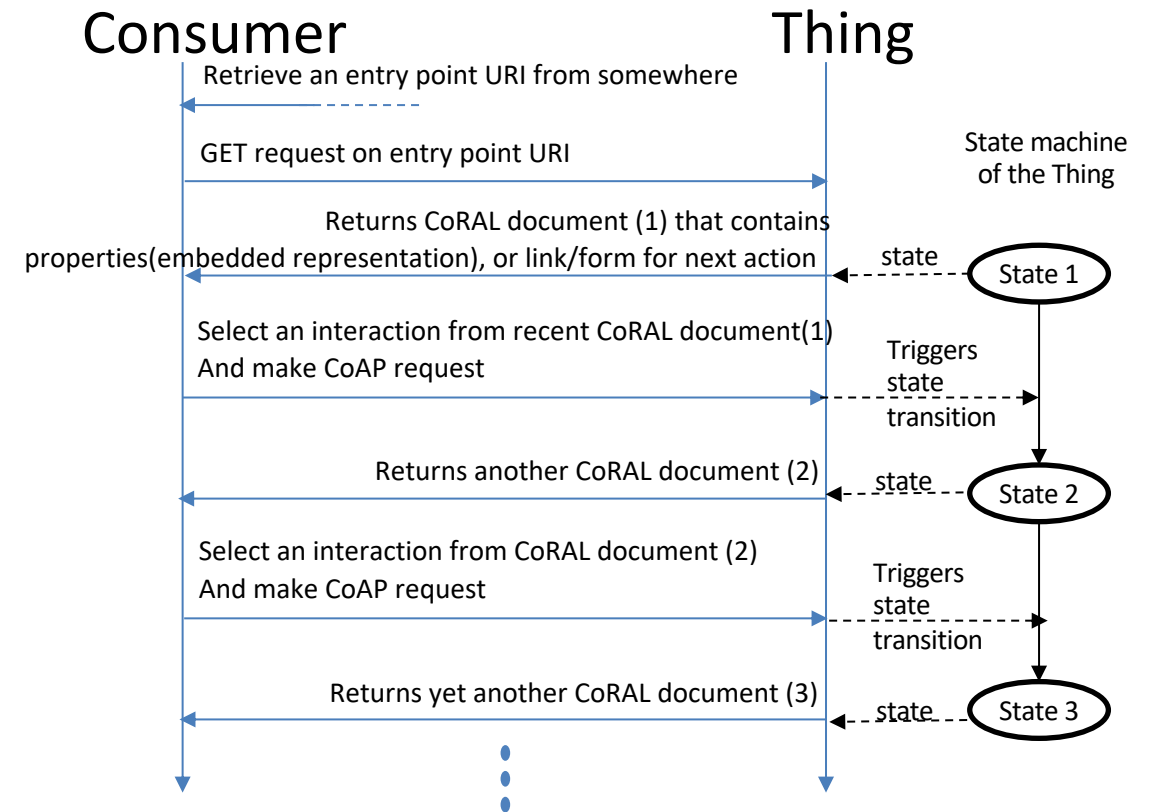 Consumer
Thing
Retrieve an entry point URI from somewhere
GET request on entry point URI
State machine
of the Thing
Returns CoRAL document (1) that contains
properties(embedded representation), or link/form for next action
state
State 1
Select an interaction from recent CoRAL document(1)
And make CoAP request
Triggers
state
transition
Returns another CoRAL document (2)
state
State 2
Select an interaction from CoRAL document (2)
And make CoAP request
Triggers
state
transition
Returns yet another CoRAL document (3)
state
State 3